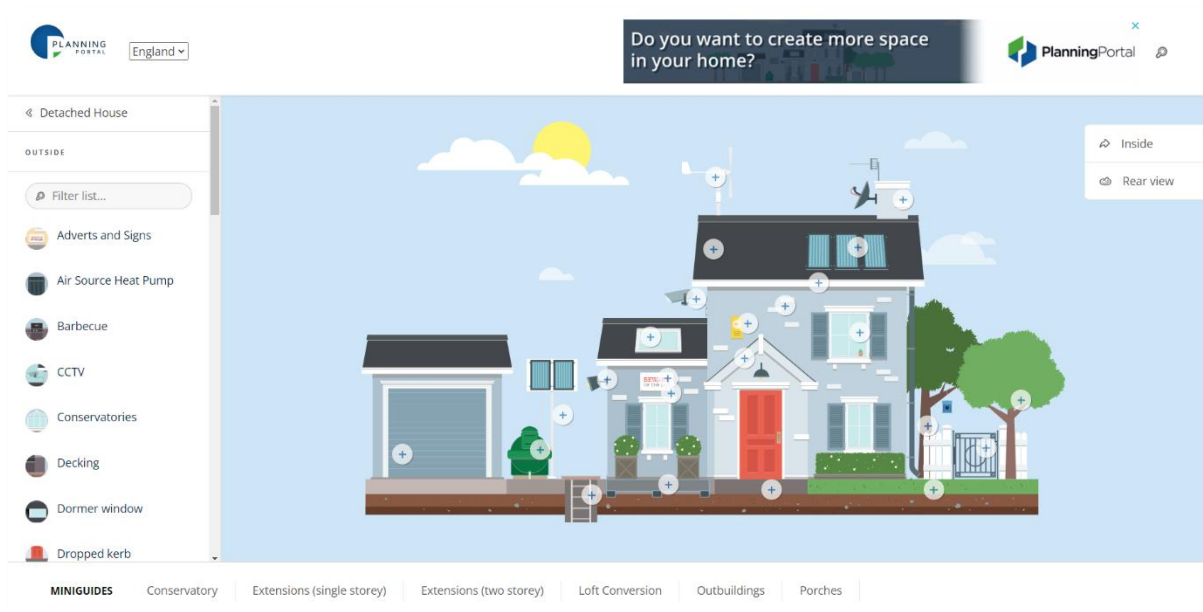 PLANNING
PORTAL
England
Do you want to create more space
in your home?
PlanningPortal
Detached House
OUTSIDE
Filter list...
Adverts and Signs
Air Source Heat Pump
Barbecue
CCTV
Conservatories
Decking
Dormer window
Dropped kerb
Inside
Rear view
MINIGUIDES
Conservatory
Extensions (single storey)
Extensions (two storey)
Loft Conversion
Outbuildings
Porches